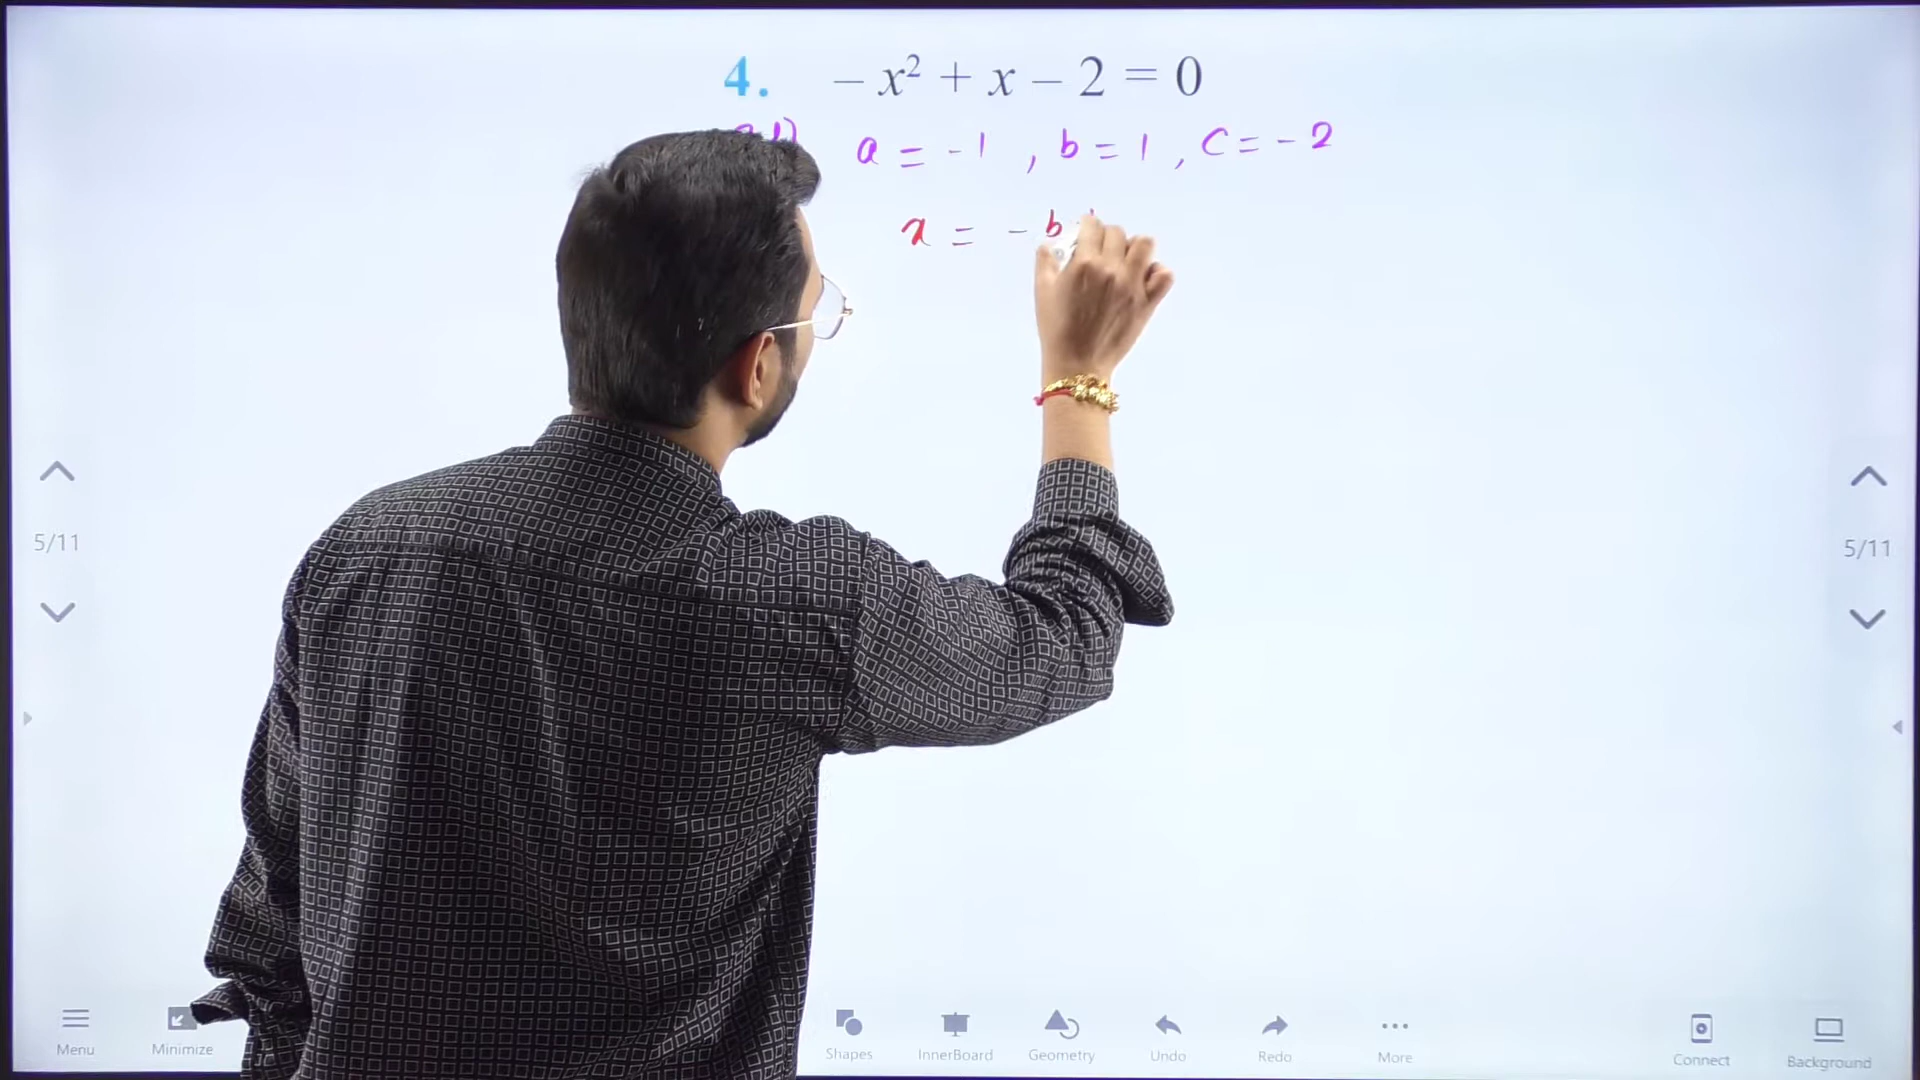 4. − x² + x − 2 = 0
a = -1 , b = 1 , c = -2
x = - b
5/11
5/11
Menu
Minimize
Shapes
InnerBoard
Geometry
Undo
Redo
More
Connect
Background